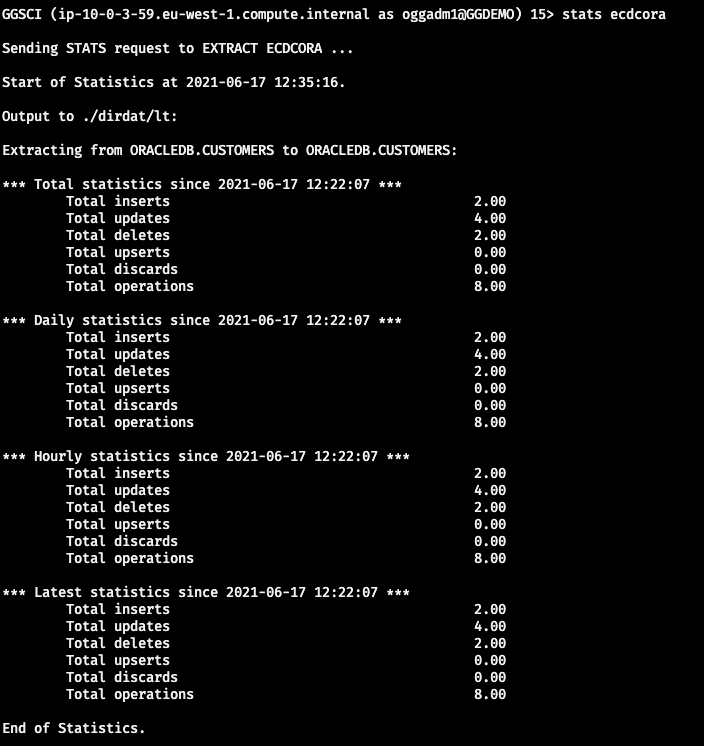 GGSCI (ip-10-0-3-59.eu-west-1.compute.internal as oggadm1@GGDEMO) 15> stats ecdcora
Sending STATS request to EXTRACT ECDCORA ...
Start of Statistics at 2021-06-17 12:35:16.
Output to ./dirdat/lt:
Extracting from ORACLEDB.CUSTOMERS to ORACLEDB.CUSTOMERS:
*** Total statistics since 2021-06-17 12:22:07 ***
Total inserts 2.00
Total updates 4.00
Total deletes 2.00
Total upserts 0.00
Total discards 0.00
Total operations 8.00
*** Daily statistics since 2021-06-17 12:22:07 ***
Total inserts 2.00
Total updates 4.00
Total deletes 2.00
Total upserts 0.00
Total discards 0.00
Total operations 8.00
*** Hourly statistics since 2021-06-17 12:22:07 ***
Total inserts 2.00
Total updates 4.00
Total deletes 2.00
Total upserts 0.00
Total discards 0.00
Total operations 8.00
*** Latest statistics since 2021-06-17 12:22:07 ***
Total inserts 2.00
Total updates 4.00
Total deletes 2.00
Total upserts 0.00
Total discards 0.00
Total operations 8.00
End of Statistics.